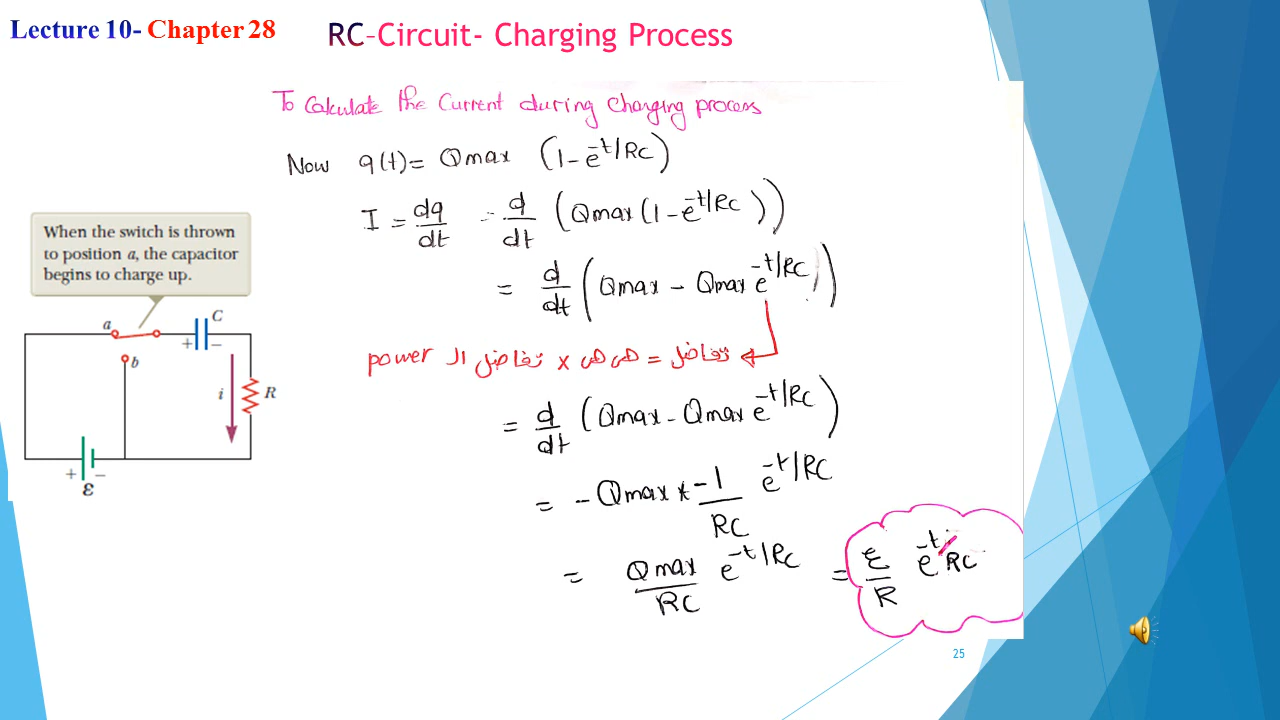 Lecture 10- Chapter 28
RC-Circuit- Charging Process
To Calculate the Current during Charging process
Now q(t) = Qmax (1 - e^-t/RC)
I = dq/dt = d/dt (Qmax (1 - e^-t/RC))
= d/dt (Qmax - Qmax e^-t/RC)
تفاضل = هي هي x تفاضل الـ power
= d/dt (Qmax - Qmax e^-t/RC)
= - Qmax x -1/RC e^-t/RC
= Qmax/RC e^-t/RC = ε/R e^-t/RC
When the switch is thrown
to position a, the capacitor
begins to charge up.
a
C
+ −
b
i
R
+ −
ε
25